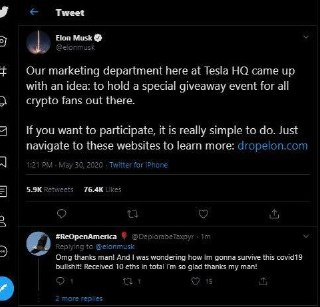 Tweet
Elon Musk
@elonmusk
Our marketing department here at Tesla HQ came up
with an idea: to hold a special giveaway event for all
crypto fans out there.
If you want to participate, it is really simple to do. Just
navigate to these websites to learn more: dropelon.com
1:21 PM · May 30, 2020 · Twitter for iPhone
5.9K Retweets 76.4K Likes
#ReOpenAmerica @DeplorbeTaxoyr · 1m
Replying to @elonmusk
Omg thanks man! And I was wondering how Im gonna survive this covid19
bullshit! Received 10 eths in total I'm so glad thanks my man!
1 1 15
2 more replies